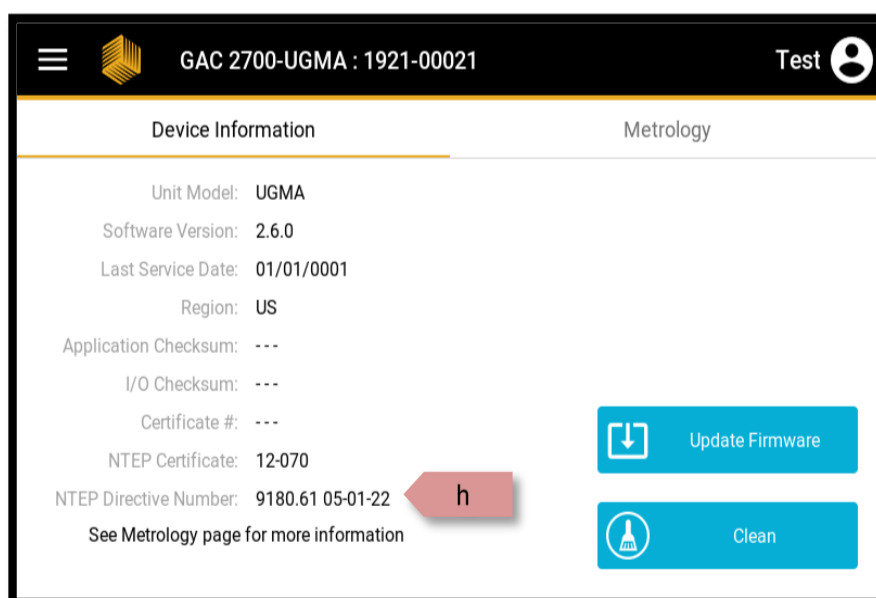 GAC 2700-UGMA : 1921-00021 Test
Device Information Metrology
Unit Model: UGMA
Software Version: 2.6.0
Last Service Date: 01/01/0001
Region: US
Application Checksum: ---
I/O Checksum: ---
Certificate #: ---
NTEP Certificate: 12-070
NTEP Directive Number: 9180.61 05-01-22 h
See Metrology page for more information
Update Firmware
Clean